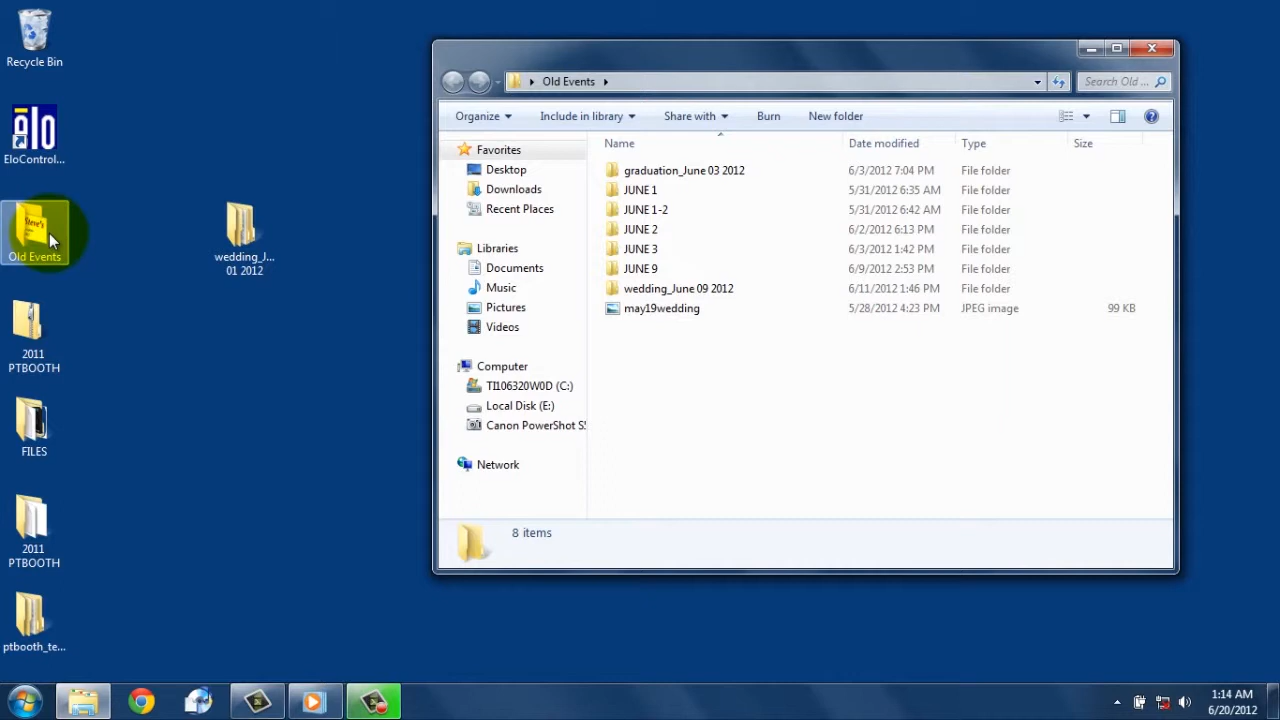 Recycle Bin
elo
EloControl...
Steve's
Old Events
2011
PTBOOTH
FILES
2011
PTBOOTH
ptbooth_te...
wedding_J...
01 2012
Old Events
Search Old ...
Organize
Include in library
Share with
Burn
New folder
Favorites
Desktop
Downloads
Recent Places
Libraries
Documents
Music
Pictures
Videos
Computer
TI106320W0D (C:)
Local Disk (E:)
Canon PowerShot S
Network
Name Date modified Type Size
graduation_June 03 2012 6/3/2012 7:04 PM File folder
JUNE 1 5/31/2012 6:35 AM File folder
JUNE 1-2 5/31/2012 6:42 AM File folder
JUNE 2 6/2/2012 6:13 PM File folder
JUNE 3 6/3/2012 1:42 PM File folder
JUNE 9 6/9/2012 2:53 PM File folder
wedding_June 09 2012 6/11/2012 1:46 PM File folder
may19wedding 5/28/2012 4:23 PM JPEG image 99 KB
8 items
1:14 AM
6/20/2012